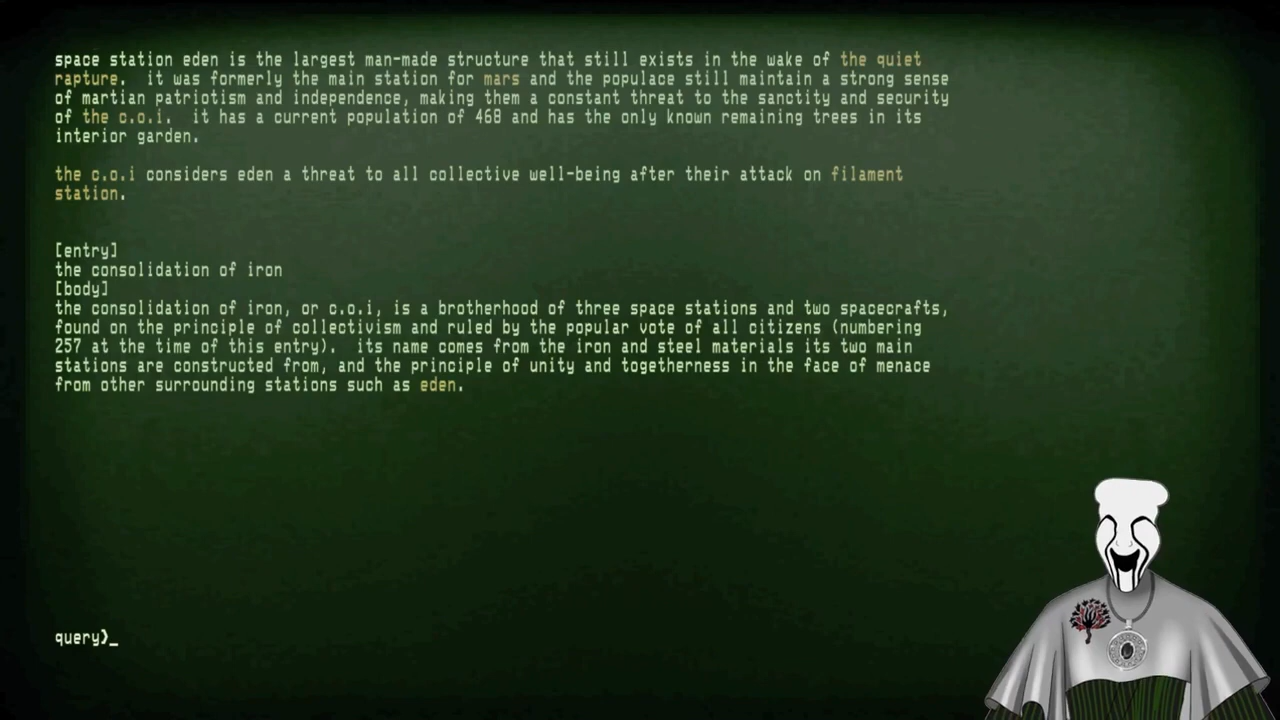 space station eden is the largest man-made structure that still exists in the wake of the quiet
rapture.  it was formerly the main station for mars and the populace still maintain a strong sense
of martian patriotism and independence, making them a constant threat to the sanctity and security
of the c.o.i.  it has a current population of 468 and has the only known remaining trees in its
interior garden.
the c.o.i considers eden a threat to all collective well-being after their attack on filament
station.
[entry]
the consolidation of iron
[body]
the consolidation of iron, or c.o.i, is a brotherhood of three space stations and two spacecrafts,
found on the principle of collectivism and ruled by the popular vote of all citizens (numbering
257 at the time of this entry).  its name comes from the iron and steel materials its two main
stations are constructed from, and the principle of unity and togetherness in the face of menace
from other surrounding stations such as eden.
query}_